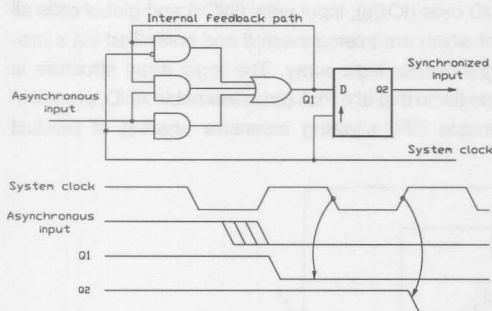 Internal feedback path
Synchronized
input
Asynchronous
input
Q1
D
Q2
System clock
System clock
Asynchronous
input
Q1
Q2